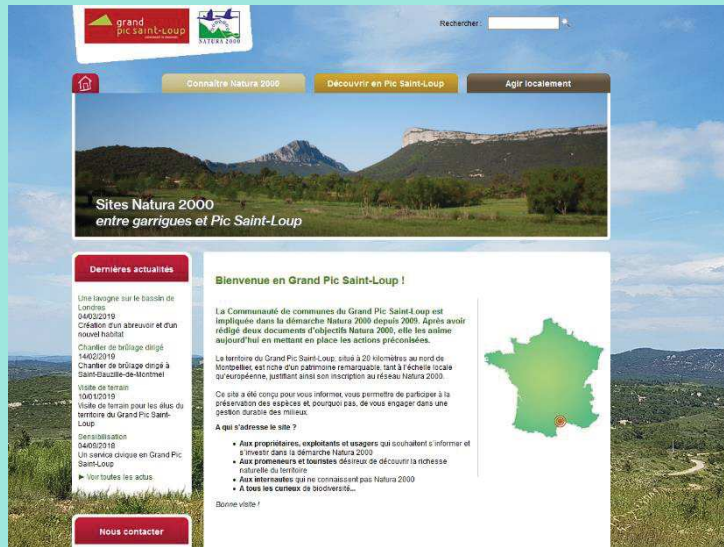 grand
pic saint-loup
NATURA 2000
Rechercher :
Connaître Natura 2000
Découvrir en Pic Saint-Loup
Agir localement
Sites Natura 2000
entre garrigues et Pic Saint-Loup
Dernières actualités
Une lavogne sur le bassin de
Londres
04/03/2019
Création d'un abreuvoir et d'un
nouvel habitat
Chantier de brûlage dirigé
14/02/2019
Chantier de brûlage dirigé à
Saint-Bauzille-de-Montmel
Visite de terrain
10/01/2019
Visite de terrain pour les élus du
territoire du Grand Pic Saint-
Loup
Sensibilisation
04/09/2018
Un service civique en Grand Pic
Saint-Loup
► Voir toutes les actus
Nous contacter
Bienvenue en Grand Pic Saint-Loup !
La Communauté de communes du Grand Pic Saint-Loup est
impliquée dans la démarche Natura 2000 depuis 2009. Après avoir
rédigé deux documents d'objectifs Natura 2000, elle les anime
aujourd'hui en mettant en place les actions préconisées.
Le territoire du Grand Pic Saint-Loup, situé à 20 kilomètres au nord de
Montpellier, est riche d'un patrimoine remarquable, tant à l'échelle locale
qu'européenne, justifiant ainsi son inscription au réseau Natura 2000.
Ce site a été conçu pour vous informer, vous permettre de participer à la
préservation des espèces et, pourquoi pas, de vous engager dans une
gestion durable des milieux.
A qui s'adresse le site ?
• Aux propriétaires, exploitants et usagers qui souhaitent s'informer et
s'investir dans la démarche Natura 2000
• Aux promeneurs et touristes désireux de découvrir la richesse
naturelle du territoire
• Aux internautes qui ne connaissent pas Natura 2000
• A tous les curieux de biodiversité...
Bonne visite !